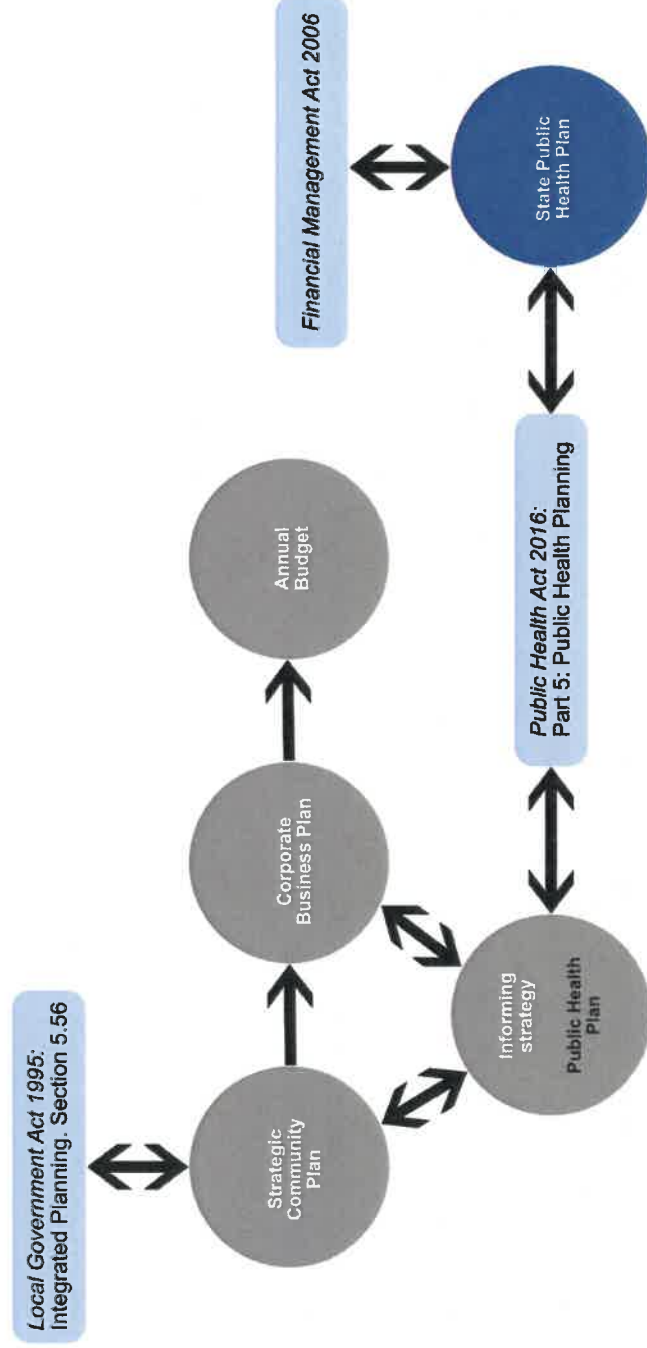 Local Government Act 1995:
Integrated Planning. Section 5.56
Strategic
Community
Plan
Corporate
Business Plan
Annual
Budget
Informing
strategy
Public Health
Plan
Public Health Act 2016:
Part 5: Public Health Planning
Financial Management Act 2006
State Public
Health Plan